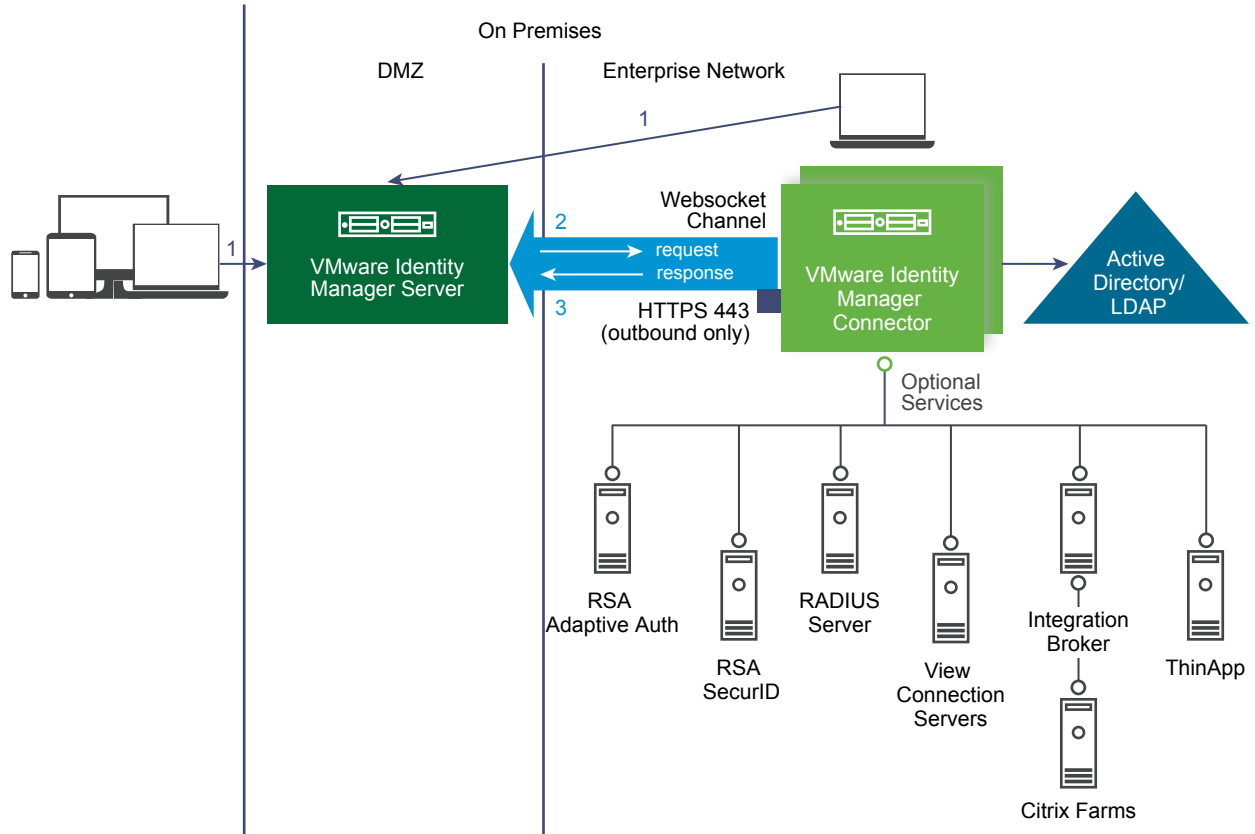 On Premises
DMZ
Enterprise Network
1
1
VMware Identity
Manager Server
Websocket
Channel
2
request
response
3
HTTPS 443
(outbound only)
VMware Identity
Manager
Connector
Active
Directory/
LDAP
Optional
Services
RSA
Adaptive Auth
RSA
SecurID
RADIUS
Server
View
Connection
Servers
Integration
Broker
Citrix Farms
ThinApp